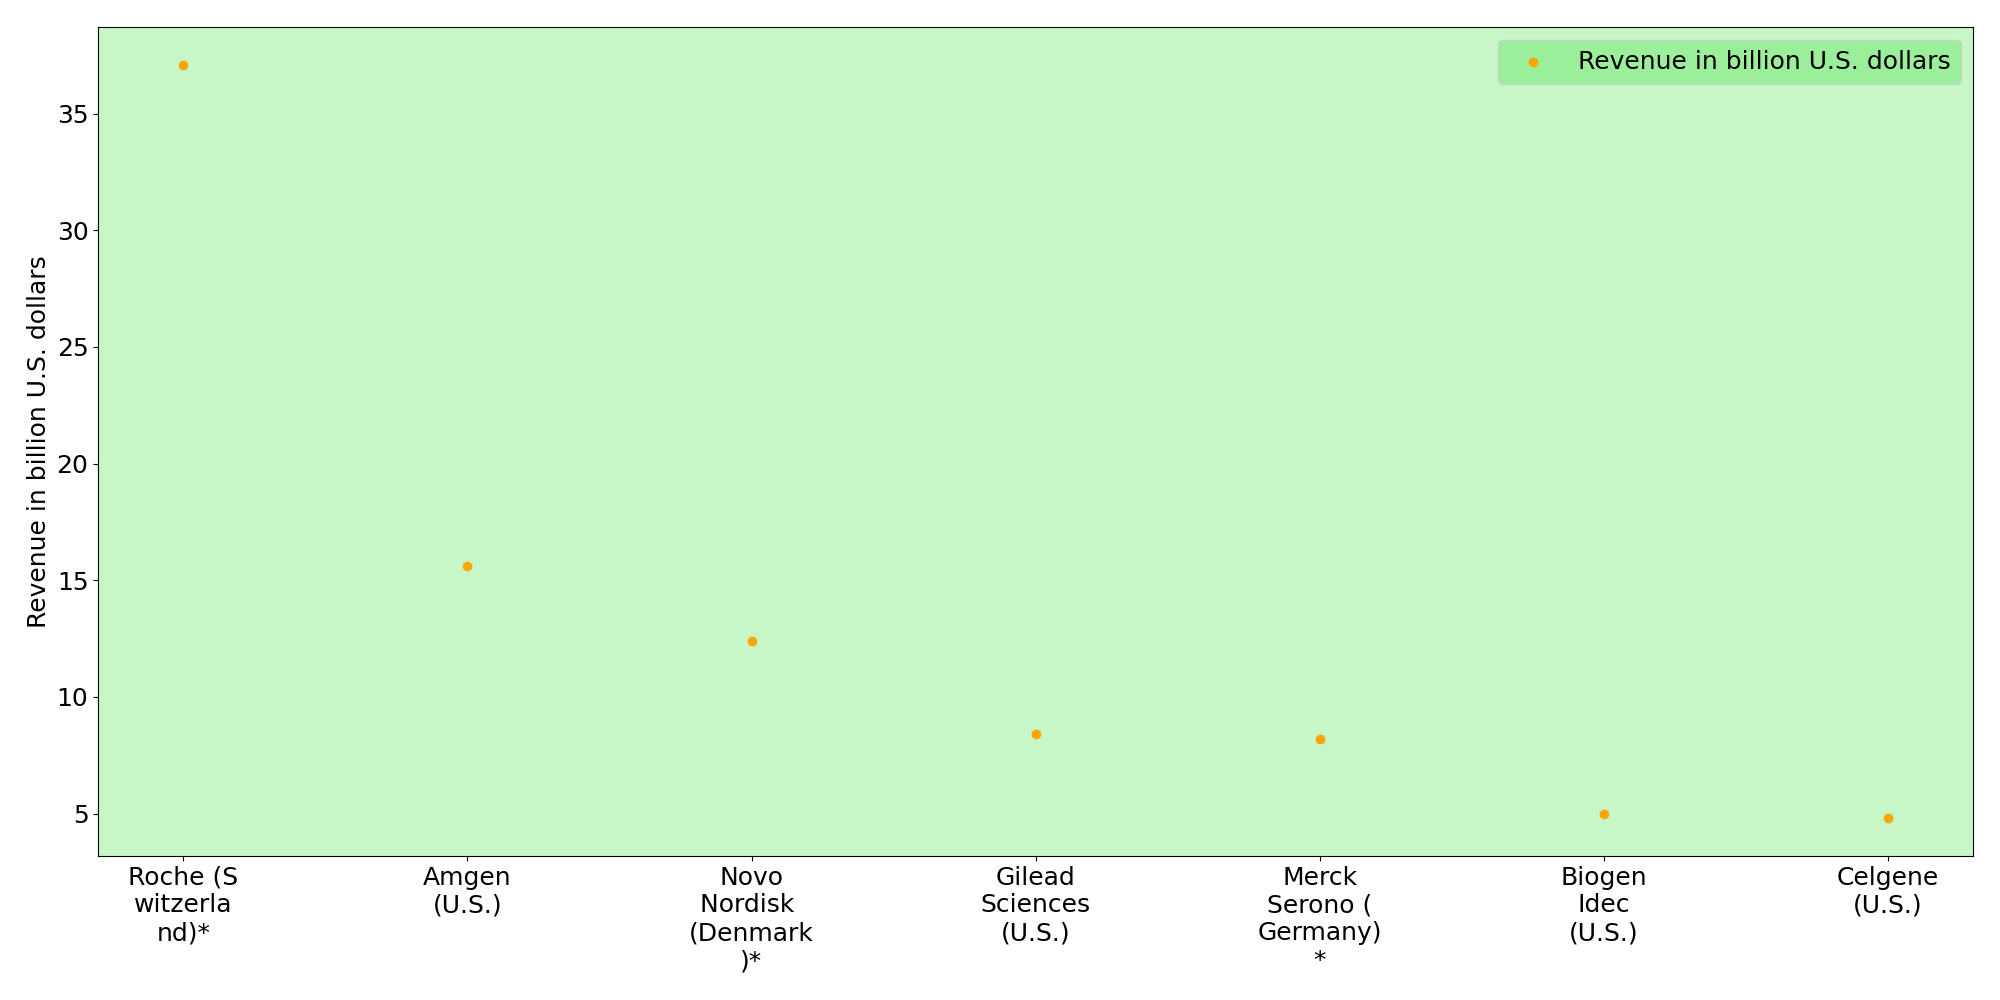 Revenue in billion U.S. dollars
Revenue in billion U.S. dollars
35
30
25
20
15
10
5
Roche (S
witzerla
nd)*
Amgen
(U.S.)
Novo
Nordisk
(Denmark
)*
Gilead
Sciences
(U.S.)
Merck
Serono (
Germany)
*
Biogen
Idec
(U.S.)
Celgene
(U.S.)